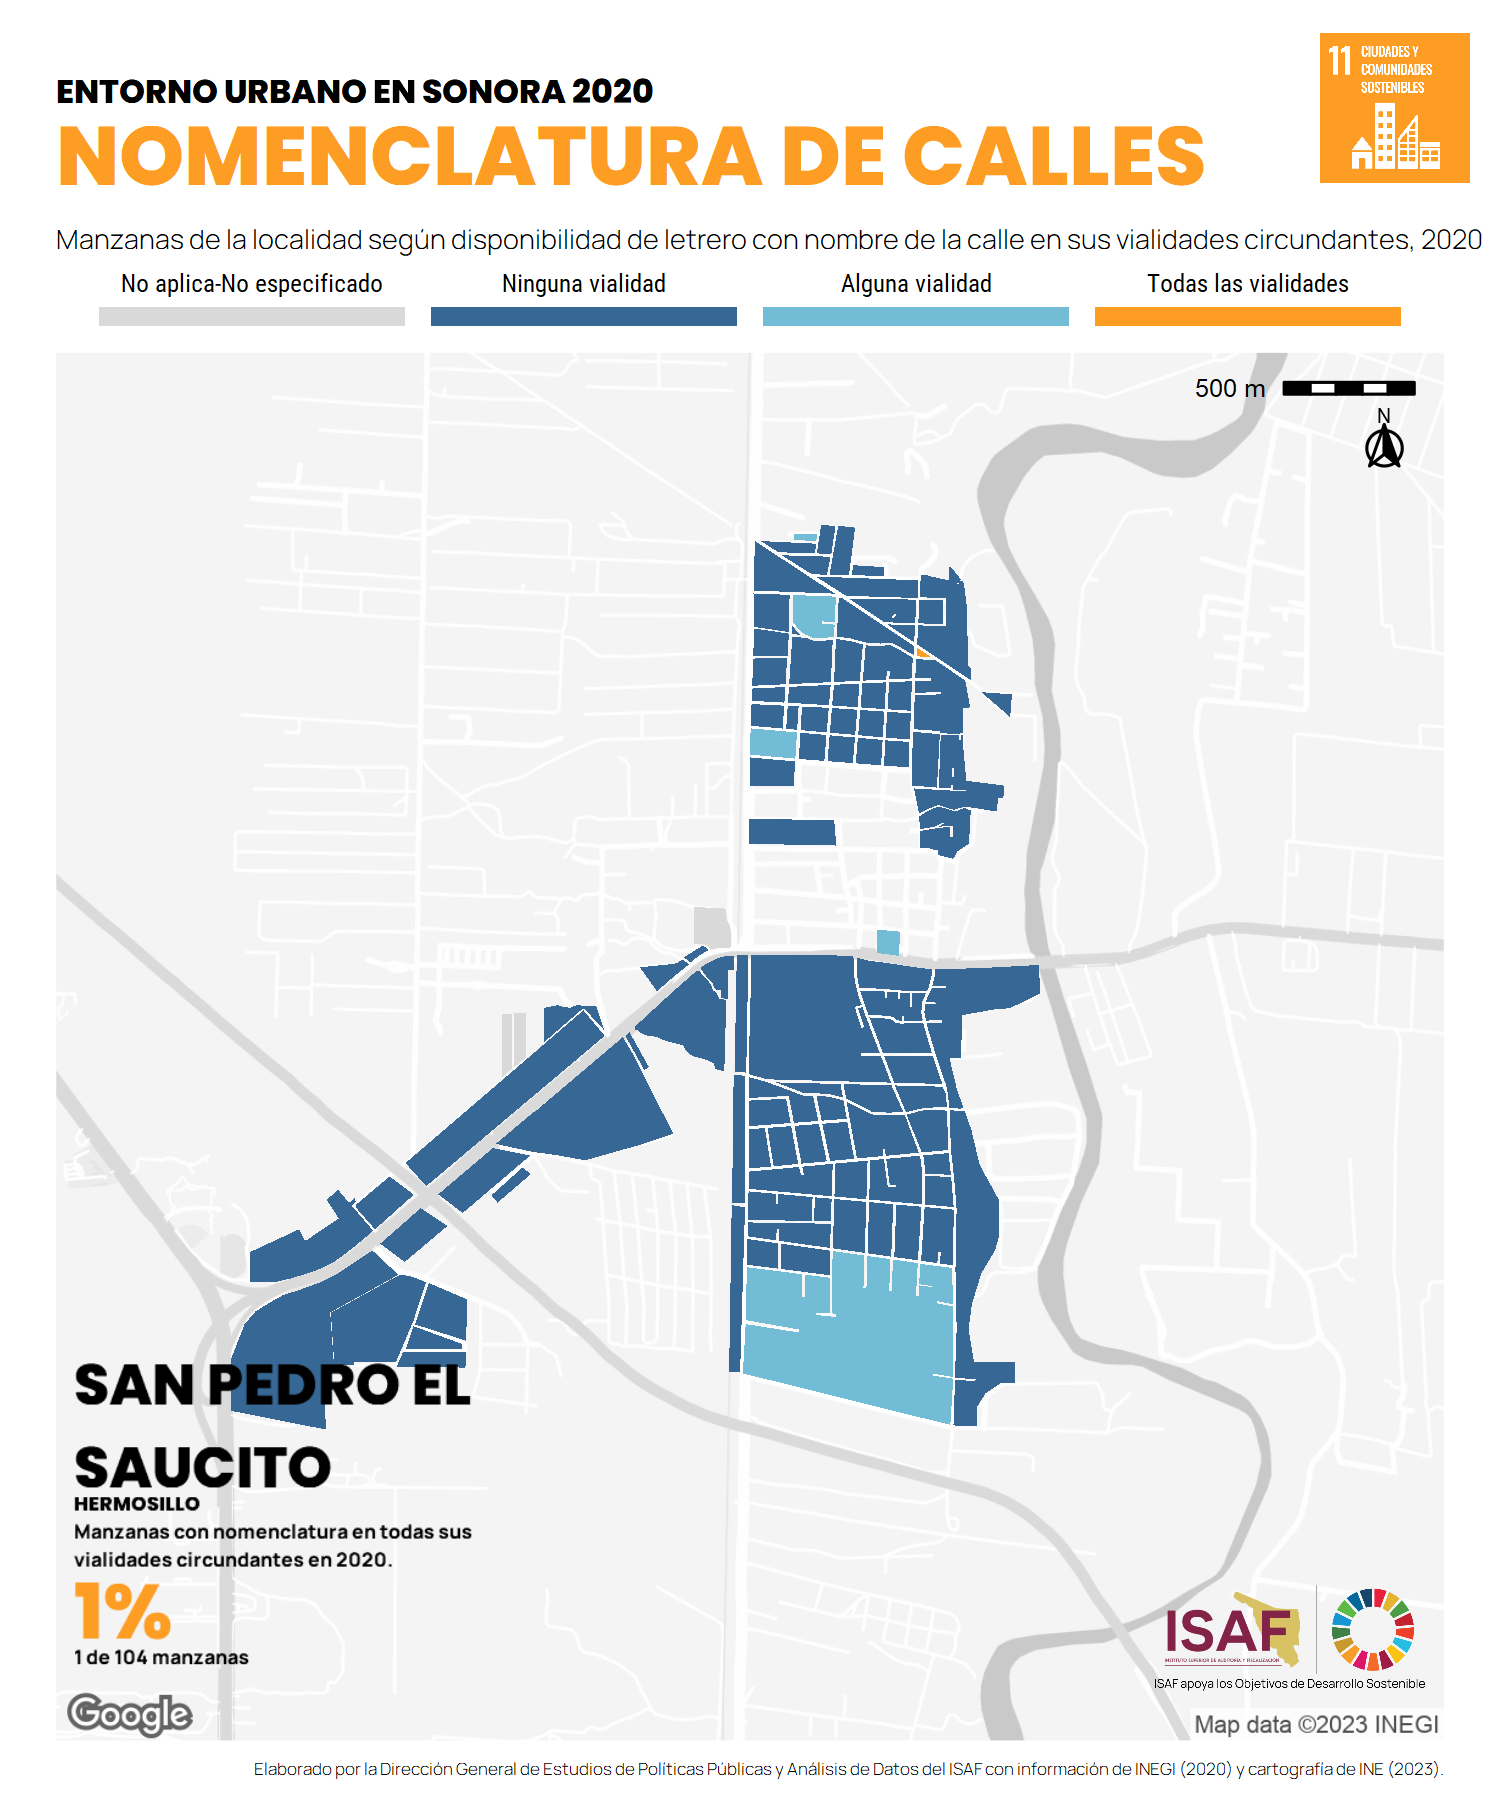 11 CIUDADES Y
COMUNIDADES
SOSTENIBLES
ENTORNO URBANO EN SONORA 2020
NOMENCLATURA DE CALLES
Manzanas de la localidad según disponibilidad de letrero con nombre de la calle en sus vialidades circundantes, 2020
No aplica-No especificado
Ninguna vialidad
Alguna vialidad
Todas las vialidades
500 m
N
SAN PEDRO EL
SAUCITO
HERMOSILLO
Manzanas con nomenclatura en todas sus
vialidades circundantes en 2020.
1%
1 de 104 manzanas
Google
ISAF
INSTITUTO SUPERIOR DE AUDITORÍA Y FISCALIZACIÓN
ISAF apoya los Objetivos de Desarrollo Sostenible
Map data ©2023 INEGI
Elaborado por la Dirección General de Estudios de Políticas Públicas y Análisis de Datos del ISAF con información de INEGI (2020) y cartografía de INE (2023).